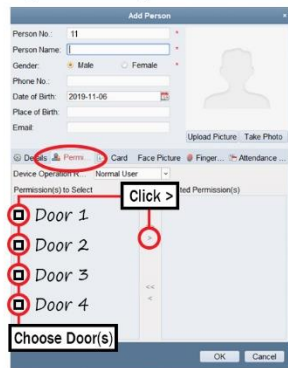 Add Person
Person No.: 11 *
Person Name: *
Gender: Male Female *
Phone No.:
Date of Birth: 2019-11-06
Place of Birth:
Email:
Upload Picture Take Photo
Details Permi... Card Face Picture Finger... Attendance ...
Device Operation R... Normal User
Permission(s) to Select ted Permission(s)
Click >
Door 1
>
Door 2
Door 3
<<
<
Door 4
Choose Door(s)
OK Cancel